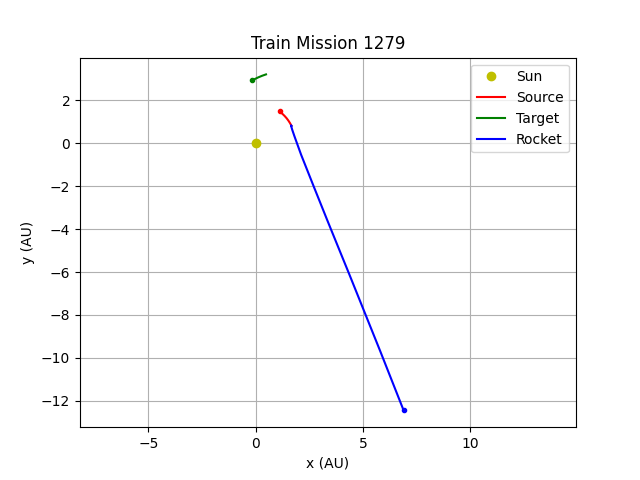 Train Mission 1279
Sun
Source
Target
Rocket
y (AU)
2
0
−2
−4
−6
−8
−10
−12
−5
0
5
10
x (AU)